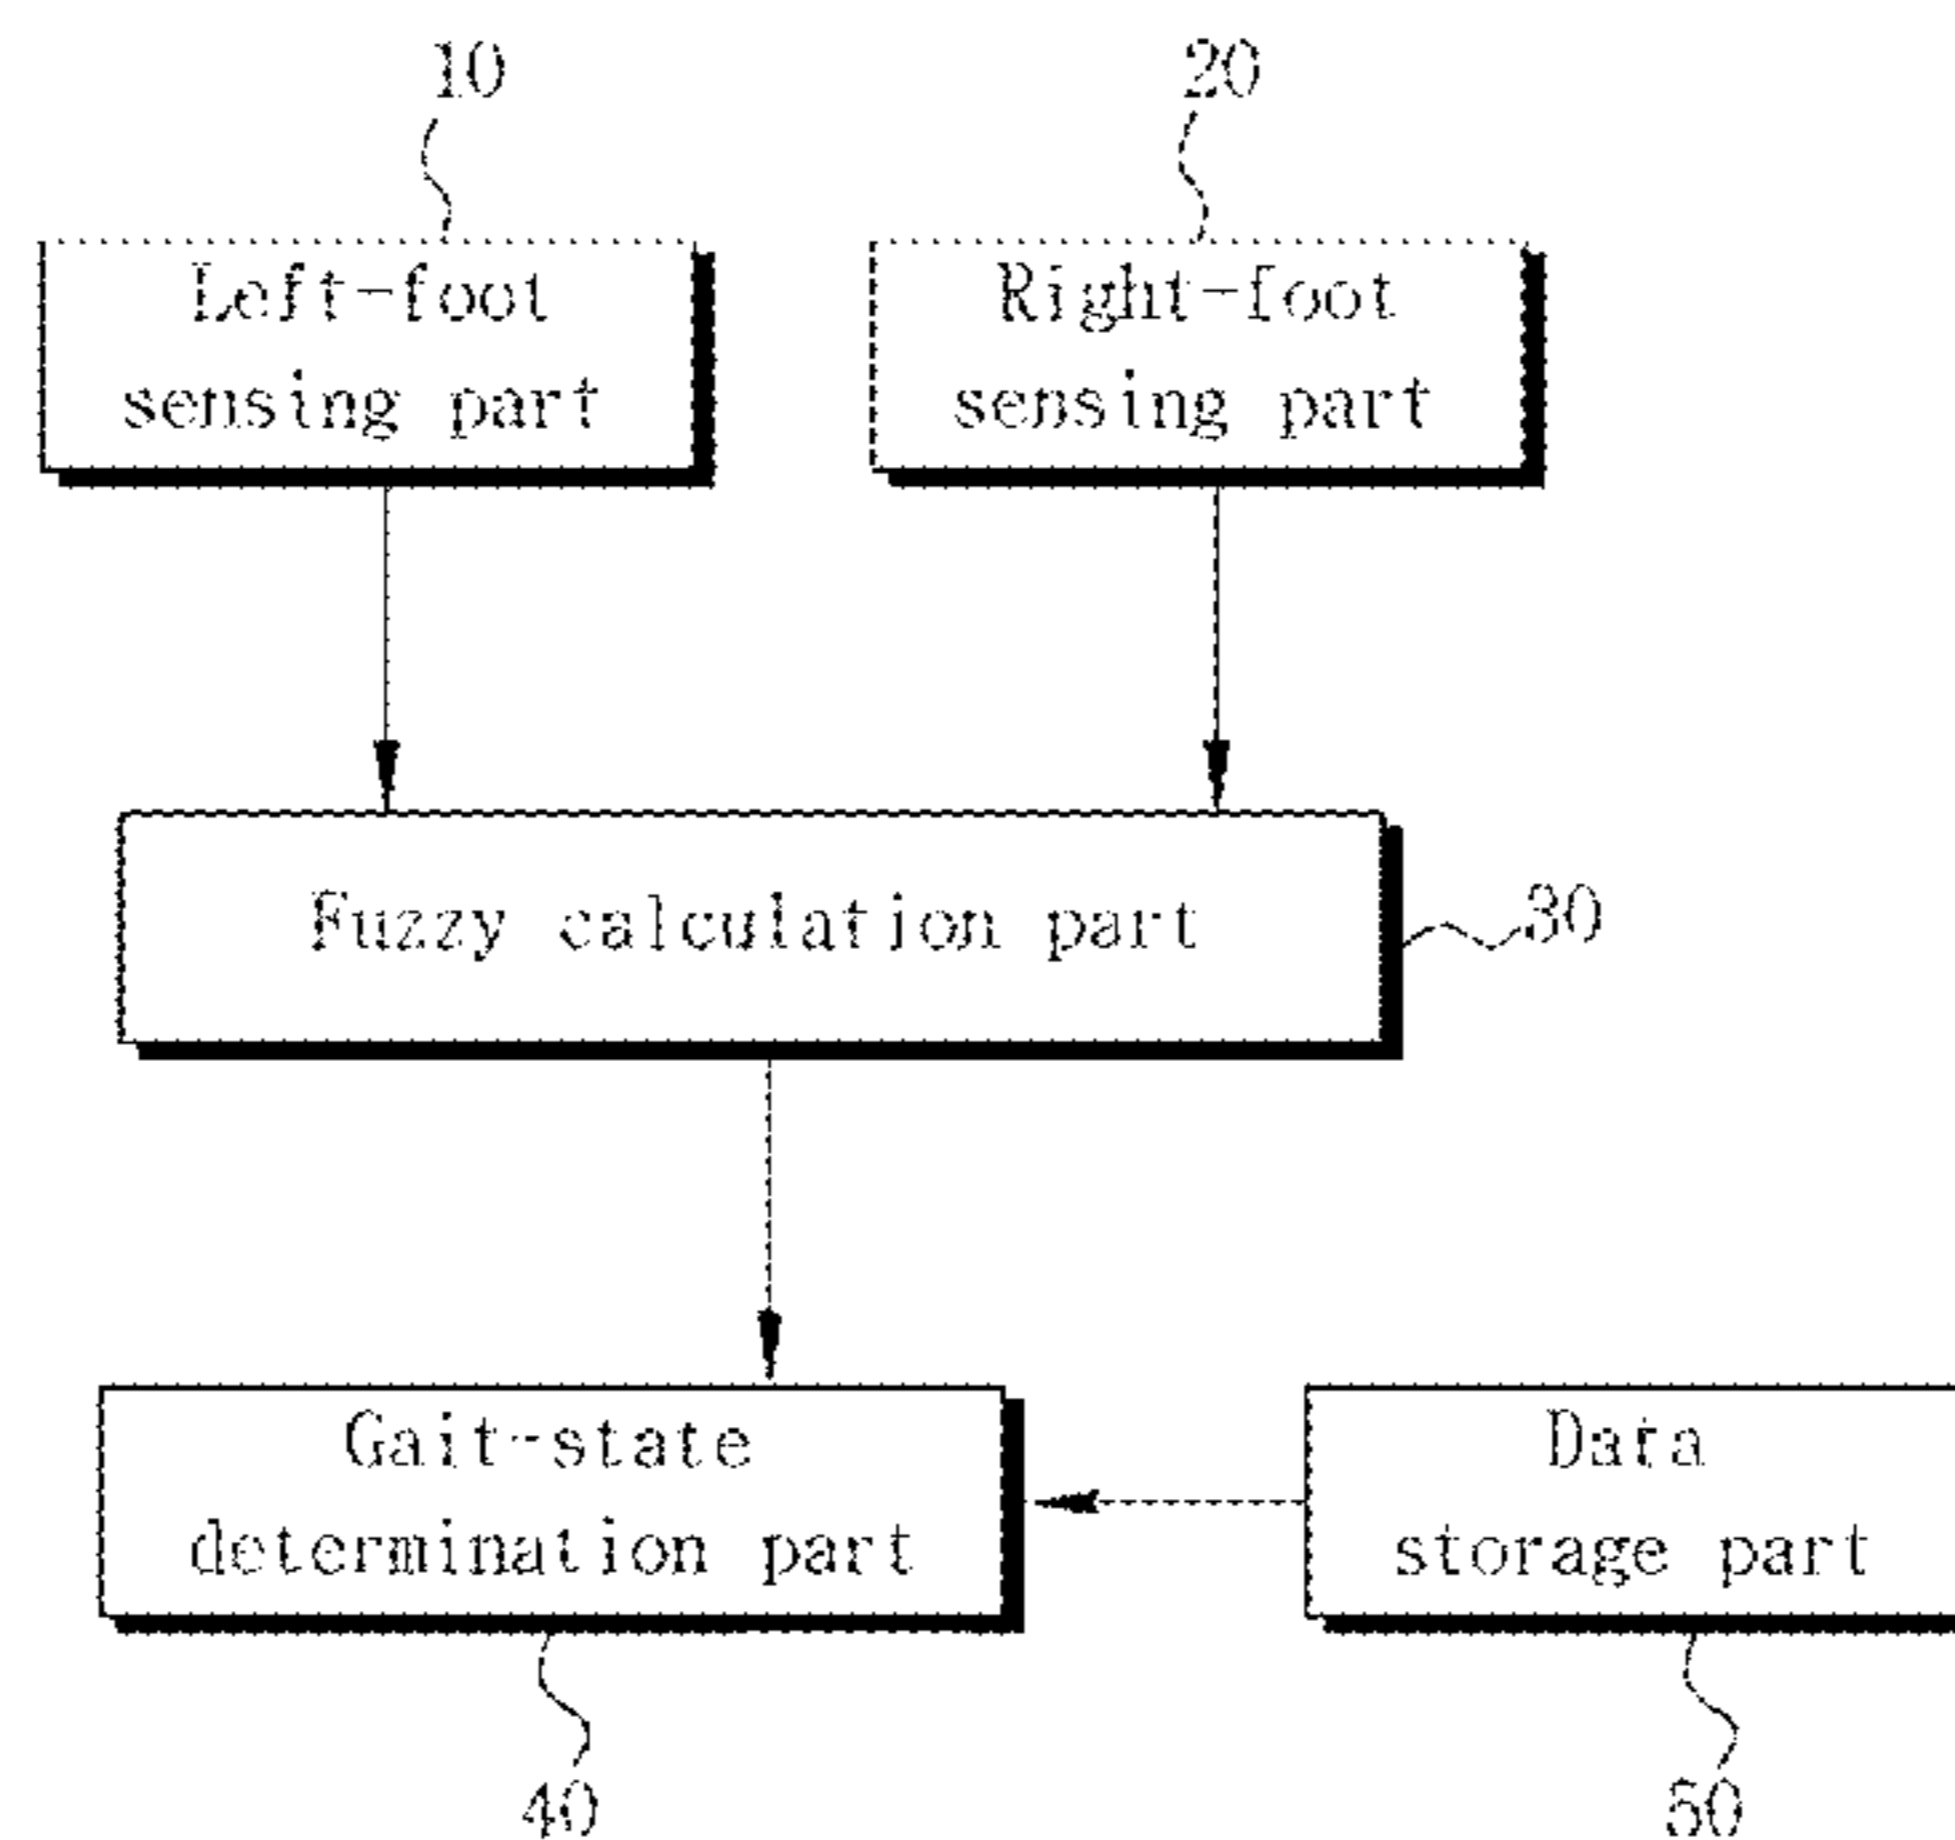 10
20
Left-foot
sensing part
Right-foot
sensing part
Fuzzy calculation part
30
Gait-state
determination part
Data
storage part
40
50